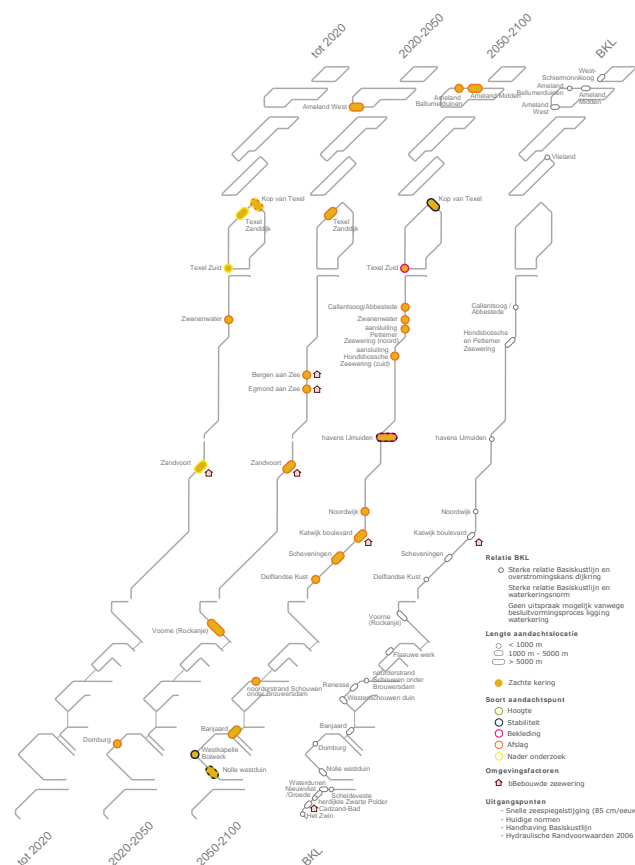 tot 2020
2020-2050
2050-2100
BKL
West-
Schiermonnikoog
Ameland
Ballumerduinen
Ameland
Midden
Ameland
West
Ameland West
Ameland
Ballumerduinen
Ameland Midden
Vlieland
Kop van Texel
Texel
Zanddijk
Texel
Zanddijk
Kop van Texel
Texel Zuid
Texel Zuid
Zwanenwater
Callantsoog/Abbestede
Zwanenwater
aansluiting
Pettemer
Zeewering (noord)
aansluiting
Hondsbossche
Zeewering (zuid)
Callantsoog /
Abbestede
Hondsbossche
en Pettemer
Zeewering
Bergen aan Zee
Egmond aan Zee
havens IJmuiden
havens IJmuiden
Zandvoort
Zandvoort
Noordwijk
Noordwijk
Katwijk boulevard
Katwijk boulevard
Scheveningen
Scheveningen
Delflandse Kust
Delflandse Kust
Voorne (Rockanje)
Voorne
(Rockanje)
Flaauwe werk
noorderstrand Schouwen
onder Brouwersdam
noorderstrand
Schouwen onder
Brouwersdam
Renesse
Westenschouwen duin
Banjaard
Banjaard
Domburg
Domburg
Westkapelle
Bolwerk
Nolle westduin
Nolle westduin
Waterdunen
Nieuwvliet
/Groede
Scheldeveste
herdijkte Zwarte Polder
Cadzand-Bad
Het Zwin
tot 2020
2020-2050
2050-2100
BKL
Relatie BKL
Sterke relatie Basiskustlijn en
overstromingskans dijkring
Sterke relatie Basiskustlijn en
waterkeringsnorm
Geen uitspraak mogelijk vanwege
besluitvormingsproces ligging
waterkering
Lengte aandachtslocatie
< 1000 m
1000 m - 5000 m
> 5000 m
Zachte kering
Soort aandachtspunt
Hoogte
Stabiliteit
Bekleding
Afslag
Nader onderzoek
Omgevingsfactoren
bBebouwde zeewering
Uitgangspunten
- Snelle zeespiegelstijging (85 cm/eeuw
- Huidige normen
- Handhaving Basiskustlijn
- Hydraulische Randvoorwaarden 2006